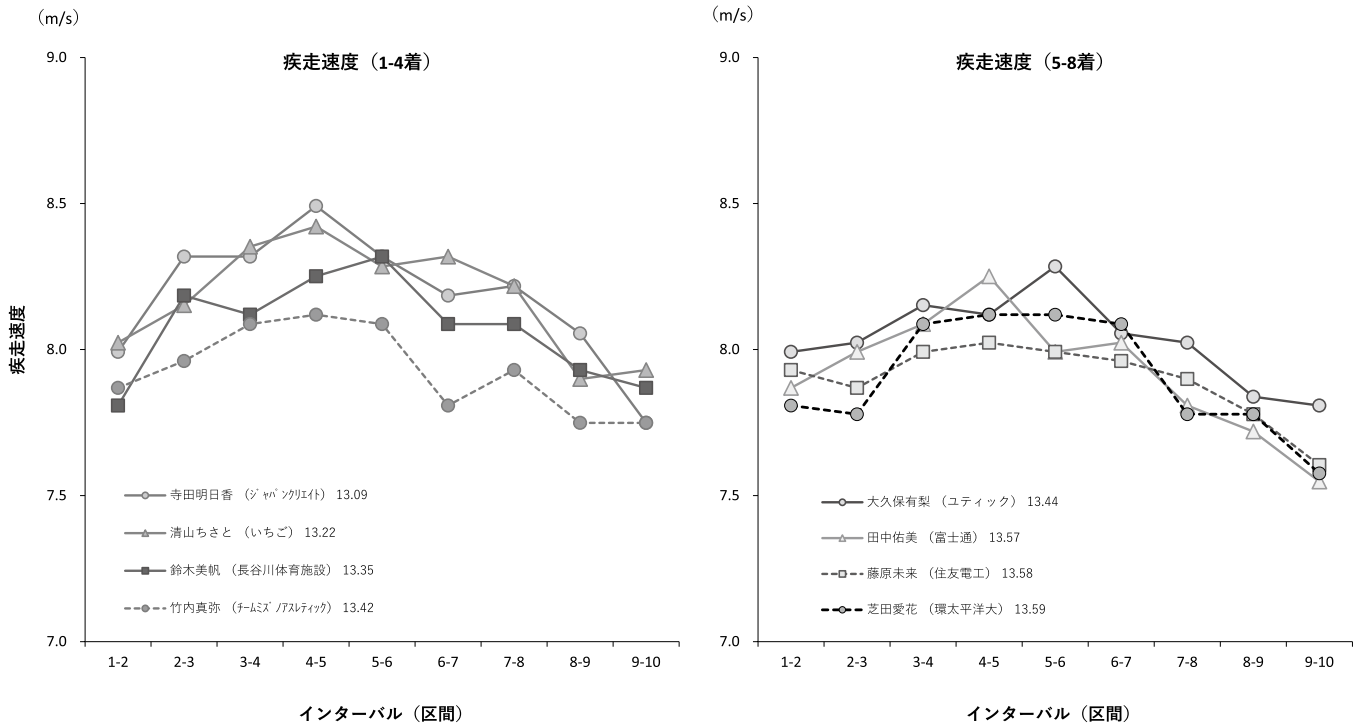 （m/s）
疾走速度（1-4着）
9.0
8.5
8.0
7.5
7.0
疾走速度
寺田明日香 （ｼﾞｬﾊﾟﾝｸﾘｴｲﾄ） 13.09
清山ちさと （いちご） 13.22
鈴木美帆 （長谷川体育施設） 13.35
竹内真弥 （ﾁｰﾑﾐｽﾞﾉｱｽﾚﾃｨｯｸ） 13.42
1-2 2-3 3-4 4-5 5-6 6-7 7-8 8-9 9-10
インターバル（区間）
（m/s）
疾走速度（5-8着）
9.0
8.5
8.0
7.5
7.0
大久保有梨 （ユティック） 13.44
田中佑美 （富士通） 13.57
藤原未来 （住友電工） 13.58
芝田愛花 （環太平洋大） 13.59
1-2 2-3 3-4 4-5 5-6 6-7 7-8 8-9 9-10
インターバル（区間）